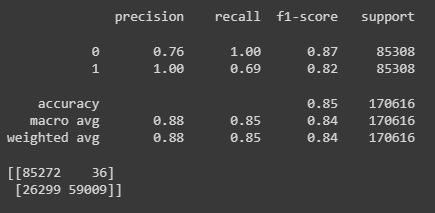 precision recall f1-score support
0 0.76 1.00 0.87 85308
1 1.00 0.69 0.82 85308
accuracy 0.85 170616
macro avg 0.88 0.85 0.84 170616
weighted avg 0.88 0.85 0.84 170616
[[85272 36]
[26299 59009]]